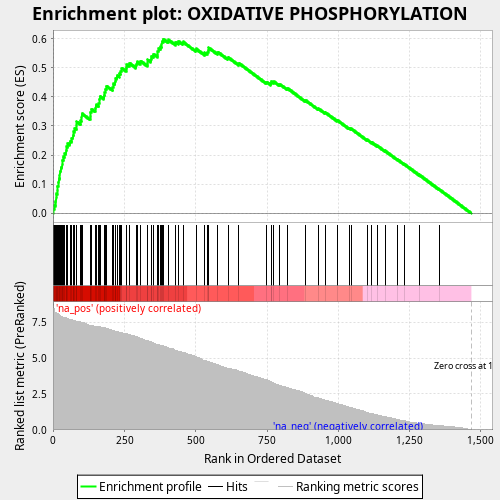 Enrichment plot: OXIDATIVE PHOSPHORYLATION
Enrichment score (ES)
0.6
0.5
0.4
0.3
0.2
0.1
0.0
'na_pos' (positively correlated)
Ranked list metric (PreRanked)
7.5
5.0
2.5
0.0
Zero cross at 1
'na_neg' (negatively correlated)
0 250 500 750 1,000 1,250 1,500
Rank in Ordered Dataset
Enrichment profile Hits Ranking metric scores